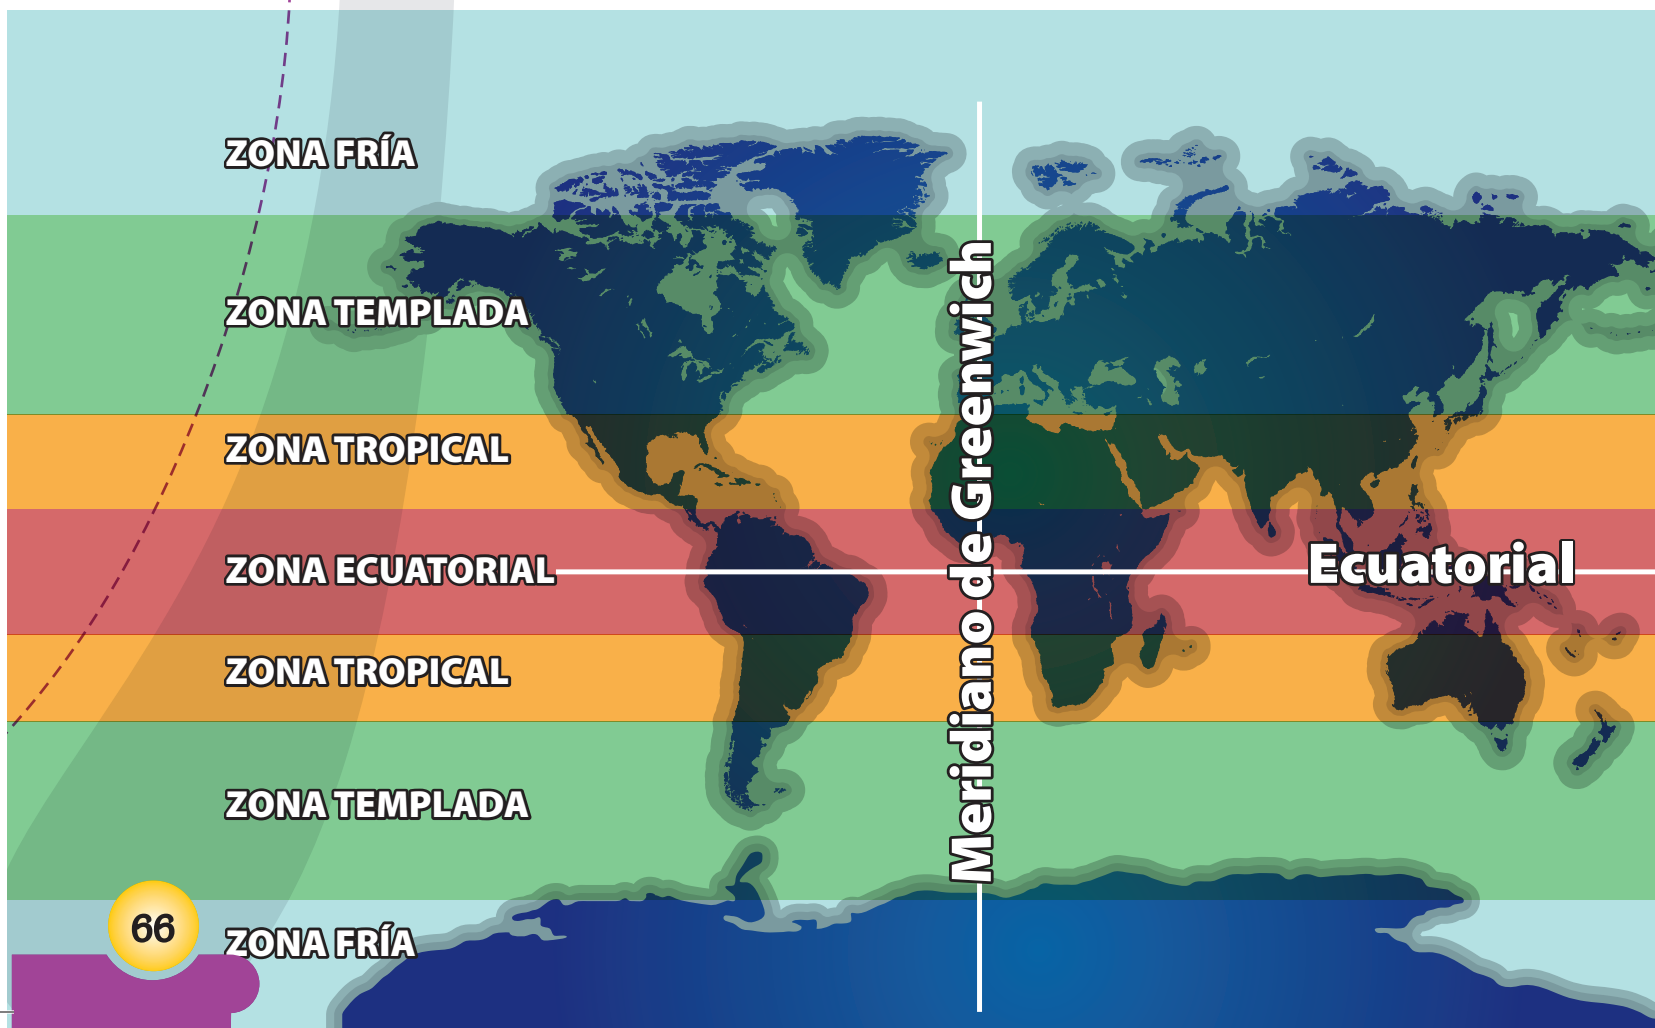 ZONA FRÍA
ZONA TEMPLADA
ZONA TROPICAL
ZONA ECUATORIAL
Ecuatorial
Meridiano de Greenwich
ZONA TROPICAL
ZONA TEMPLADA
ZONA FRÍA
66